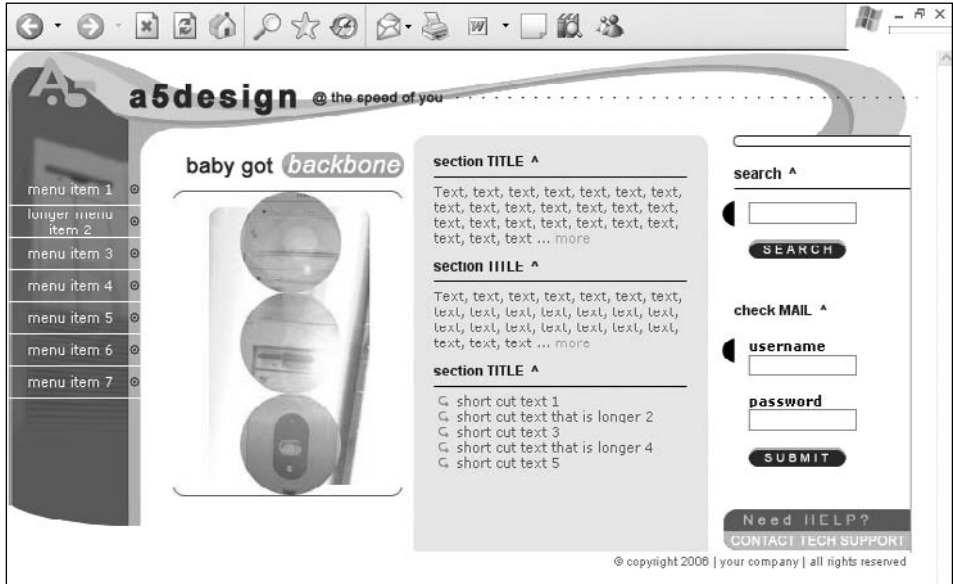 W
A5
a5design @ the speed of you
baby got backbone
menu item 1
longer menu
item 2
menu item 3
menu item 4
menu item 5
menu item 6
menu item 7
section TITLE ^
Text, text, text, text, text, text, text,
text, text, text, text, text, text, text,
text, text, text, text, text, text, text,
text, text, text ... more
section TITLE ^
Text, text, text, text, text, text, text,
text, text, text, text, text, text, text,
text, text, text, text, text, text, text,
text, text, text ... more
section TITLE ^
short cut text 1
short cut text that is longer 2
short cut text 3
short cut text that is longer 4
short cut text 5
search ^
SEARCH
check MAIL ^
username
password
SUBMIT
Need HELP?
CONTACT TECH SUPPORT
© copyright 2006 | your company | all rights reserved